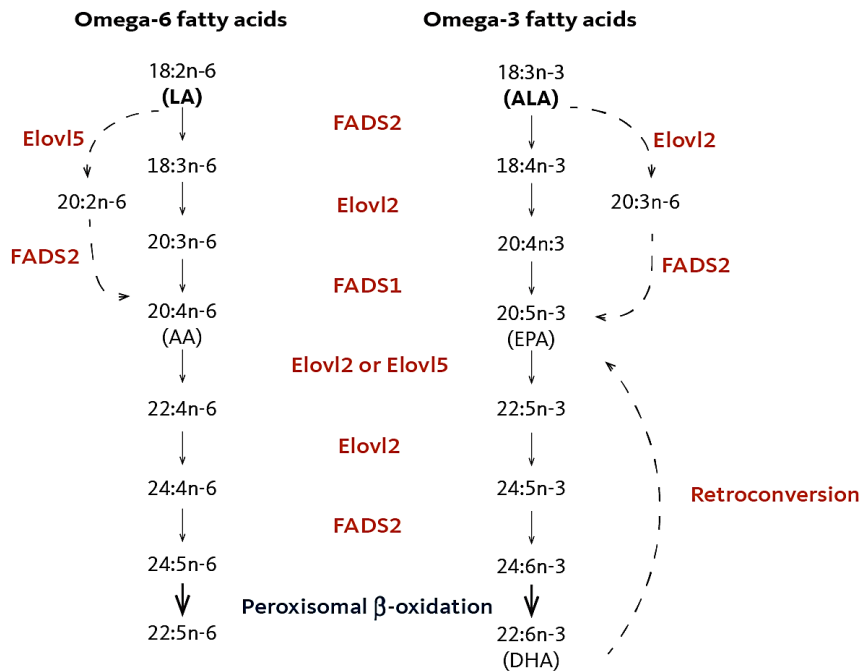 Omega-6 fatty acids
Omega-3 fatty acids
18:2n-6
(LA)
18:3n-3
(ALA)
FADS2
Elovl5
Elovl2
18:3n-6
18:4n-3
20:2n-6
Elovl2
20:3n-6
20:3n-6
20:4n:3
FADS2
FADS1
FADS2
20:4n-6
(AA)
20:5n-3
(EPA)
Elovl2 or Elovl5
22:4n-6
22:5n-3
Elovl2
24:4n-6
24:5n-3
Retroconversion
FADS2
24:5n-6
24:6n-3
Peroxisomal β-oxidation
22:5n-6
22:6n-3
(DHA)